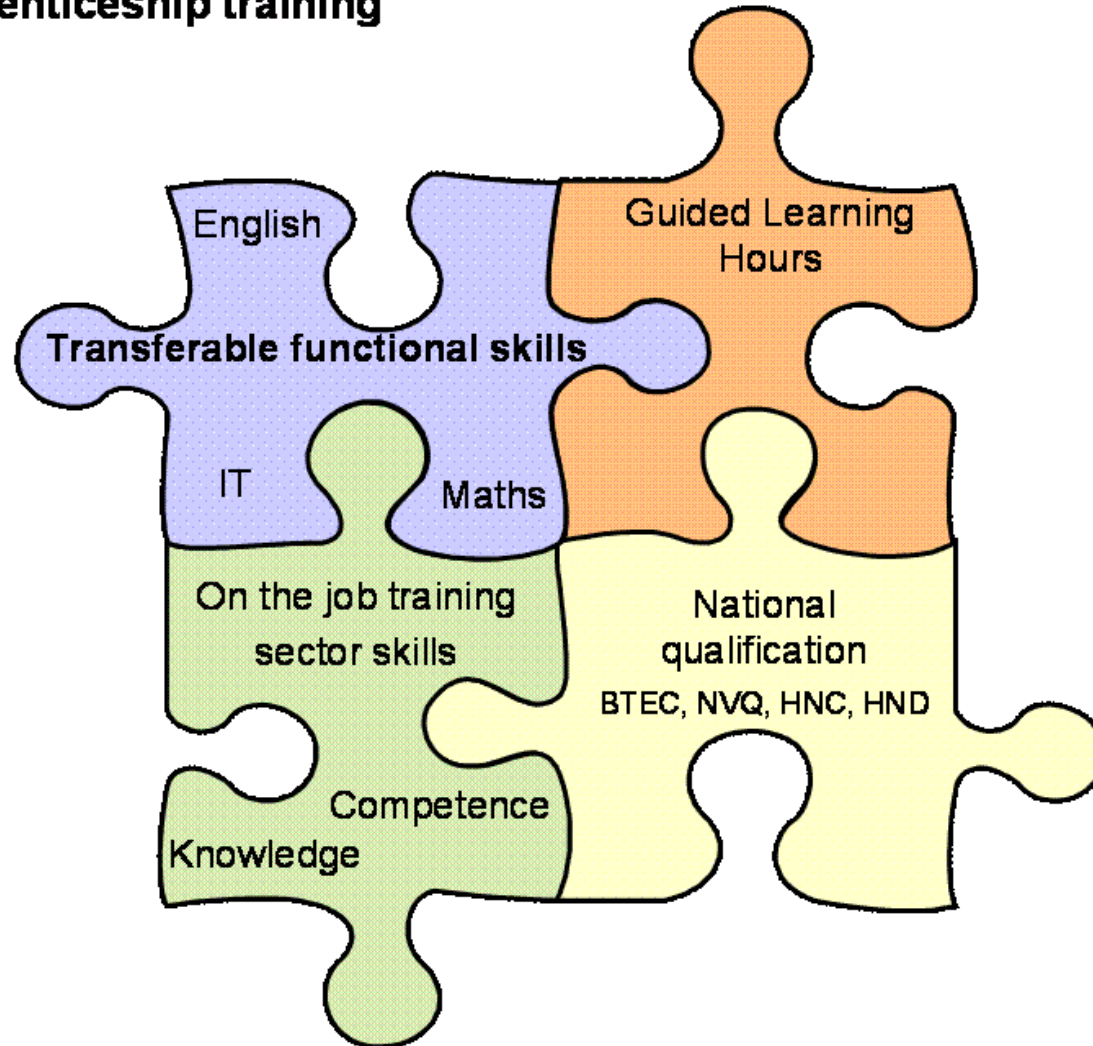 enticeship training
English
Guided Learning
Hours
Transferable functional skills
IT
Maths
On the job training
sector skills
National
qualification
BTEC, NVQ, HNC, HND
Competence
Knowledge